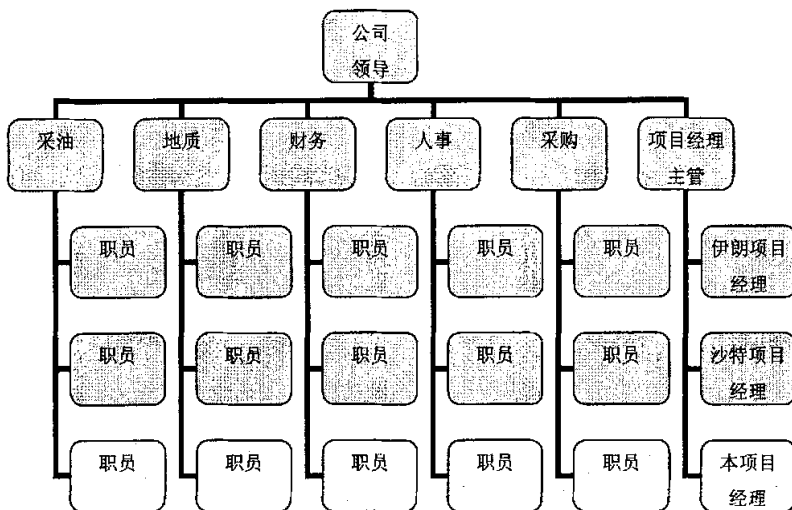 公司
领导
采油
地质
财务
人事
采购
项目经理
主管
职员
职员
职员
职员
职员
伊朗项目
经理
职员
职员
职员
职员
职员
沙特项目
经理
职员
职员
职员
职员
职员
本项目
经理